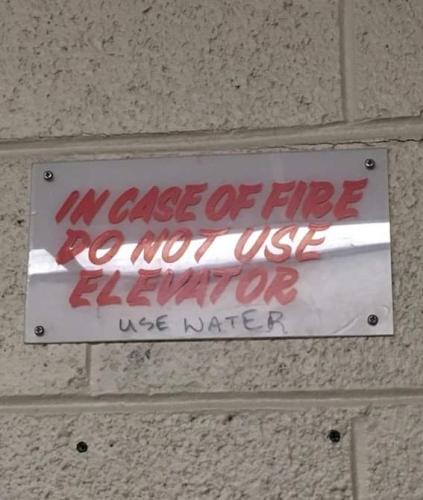 IN CASE OF FIRE
DO NOT USE
ELEVATOR
USE WATER